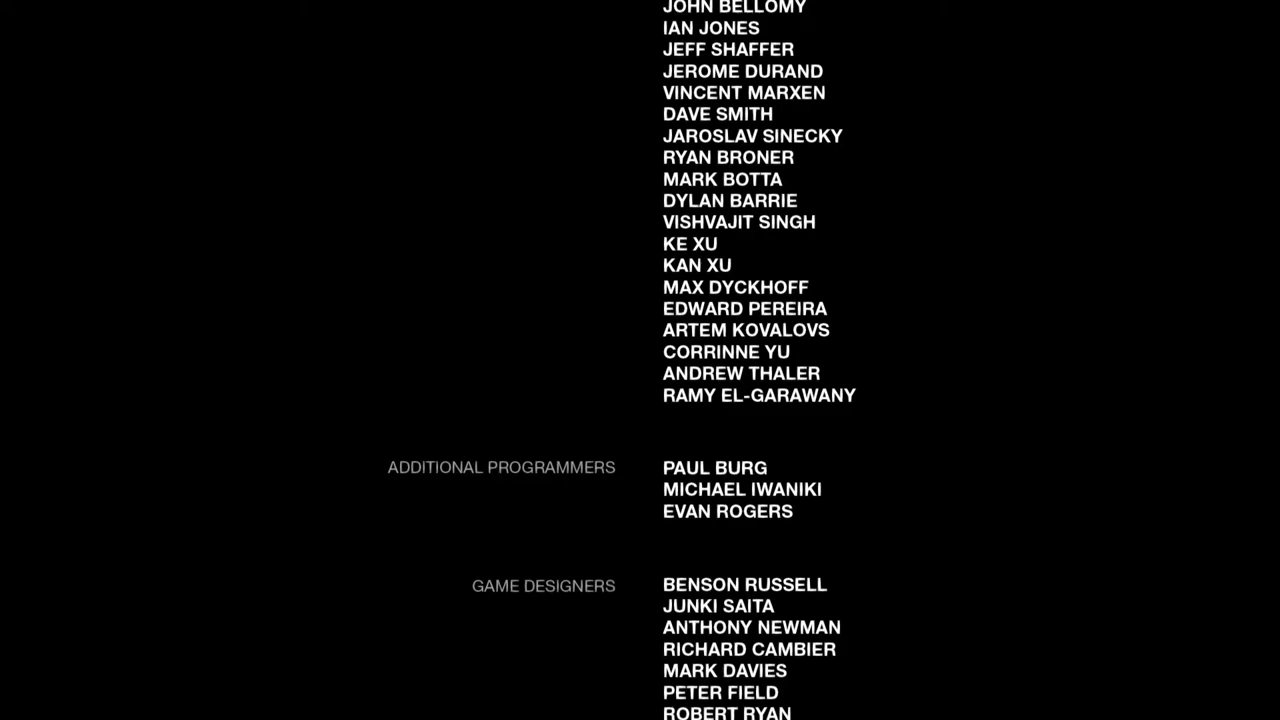 JOHN BELLOMY
IAN JONES
JEFF SHAFFER
JEROME DURAND
VINCENT MARXEN
DAVE SMITH
JAROSLAV SINECKY
RYAN BRONER
MARK BOTTA
DYLAN BARRIE
VISHVAJIT SINGH
KE XU
KAN XU
MAX DYCKHOFF
EDWARD PEREIRA
ARTEM KOVALOVS
CORRINNE YU
ANDREW THALER
RAMY EL-GARAWANY
ADDITIONAL PROGRAMMERS PAUL BURG
MICHAEL IWANIKI
EVAN ROGERS
GAME DESIGNERS BENSON RUSSELL
JUNKI SAITA
ANTHONY NEWMAN
RICHARD CAMBIER
MARK DAVIES
PETER FIELD
ROBERT RYAN